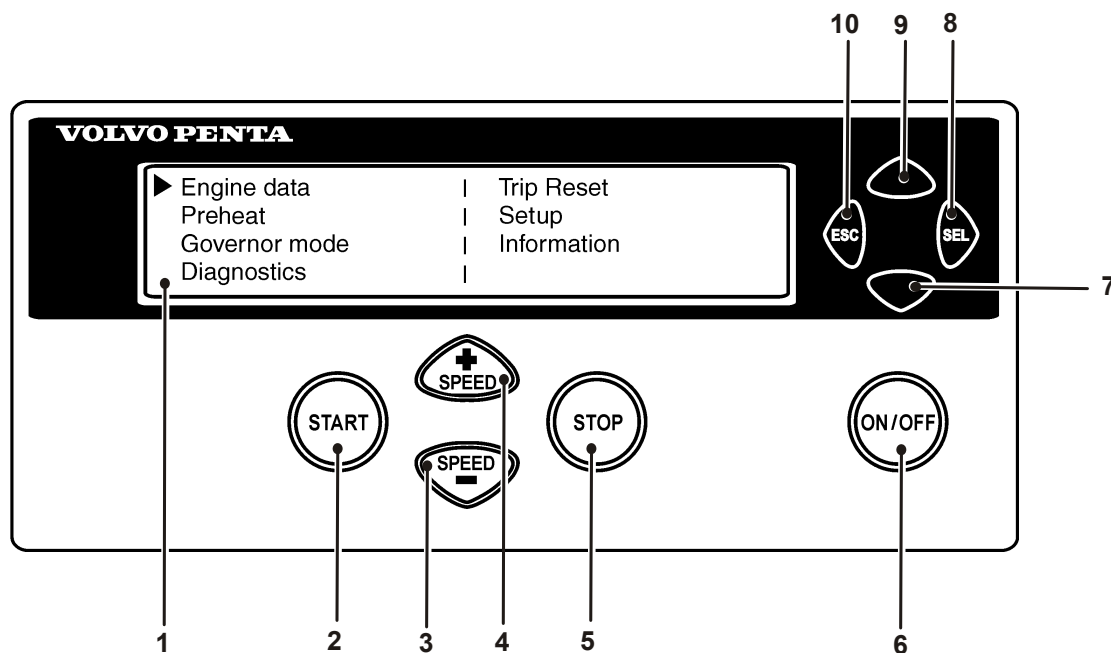 10 9 8
VOLVO PENTA
Engine data | Trip Reset
Preheat | Setup
Governor mode | Information
Diagnostics |
ESC
SEL
7
+
SPEED
START
STOP
ON/OFF
SPEED
-
1 2 3 4 5 6